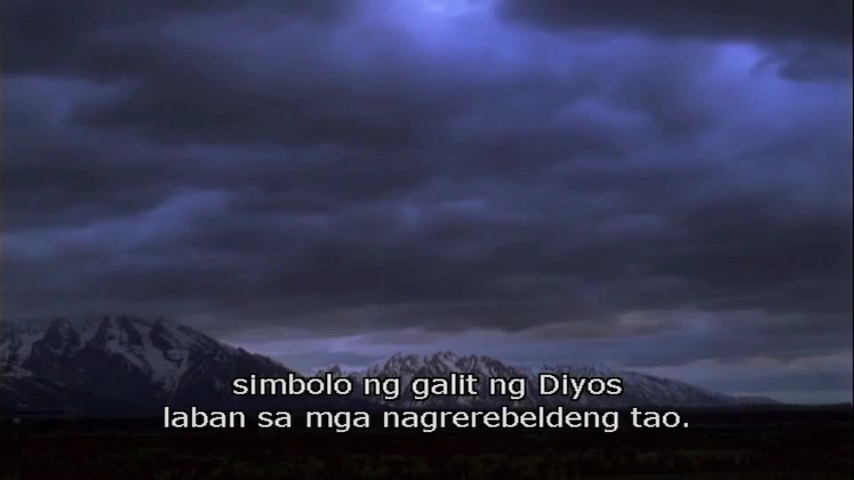 simbolo ng galit ng Diyos
laban sa mga nagrerebeldeng tao.